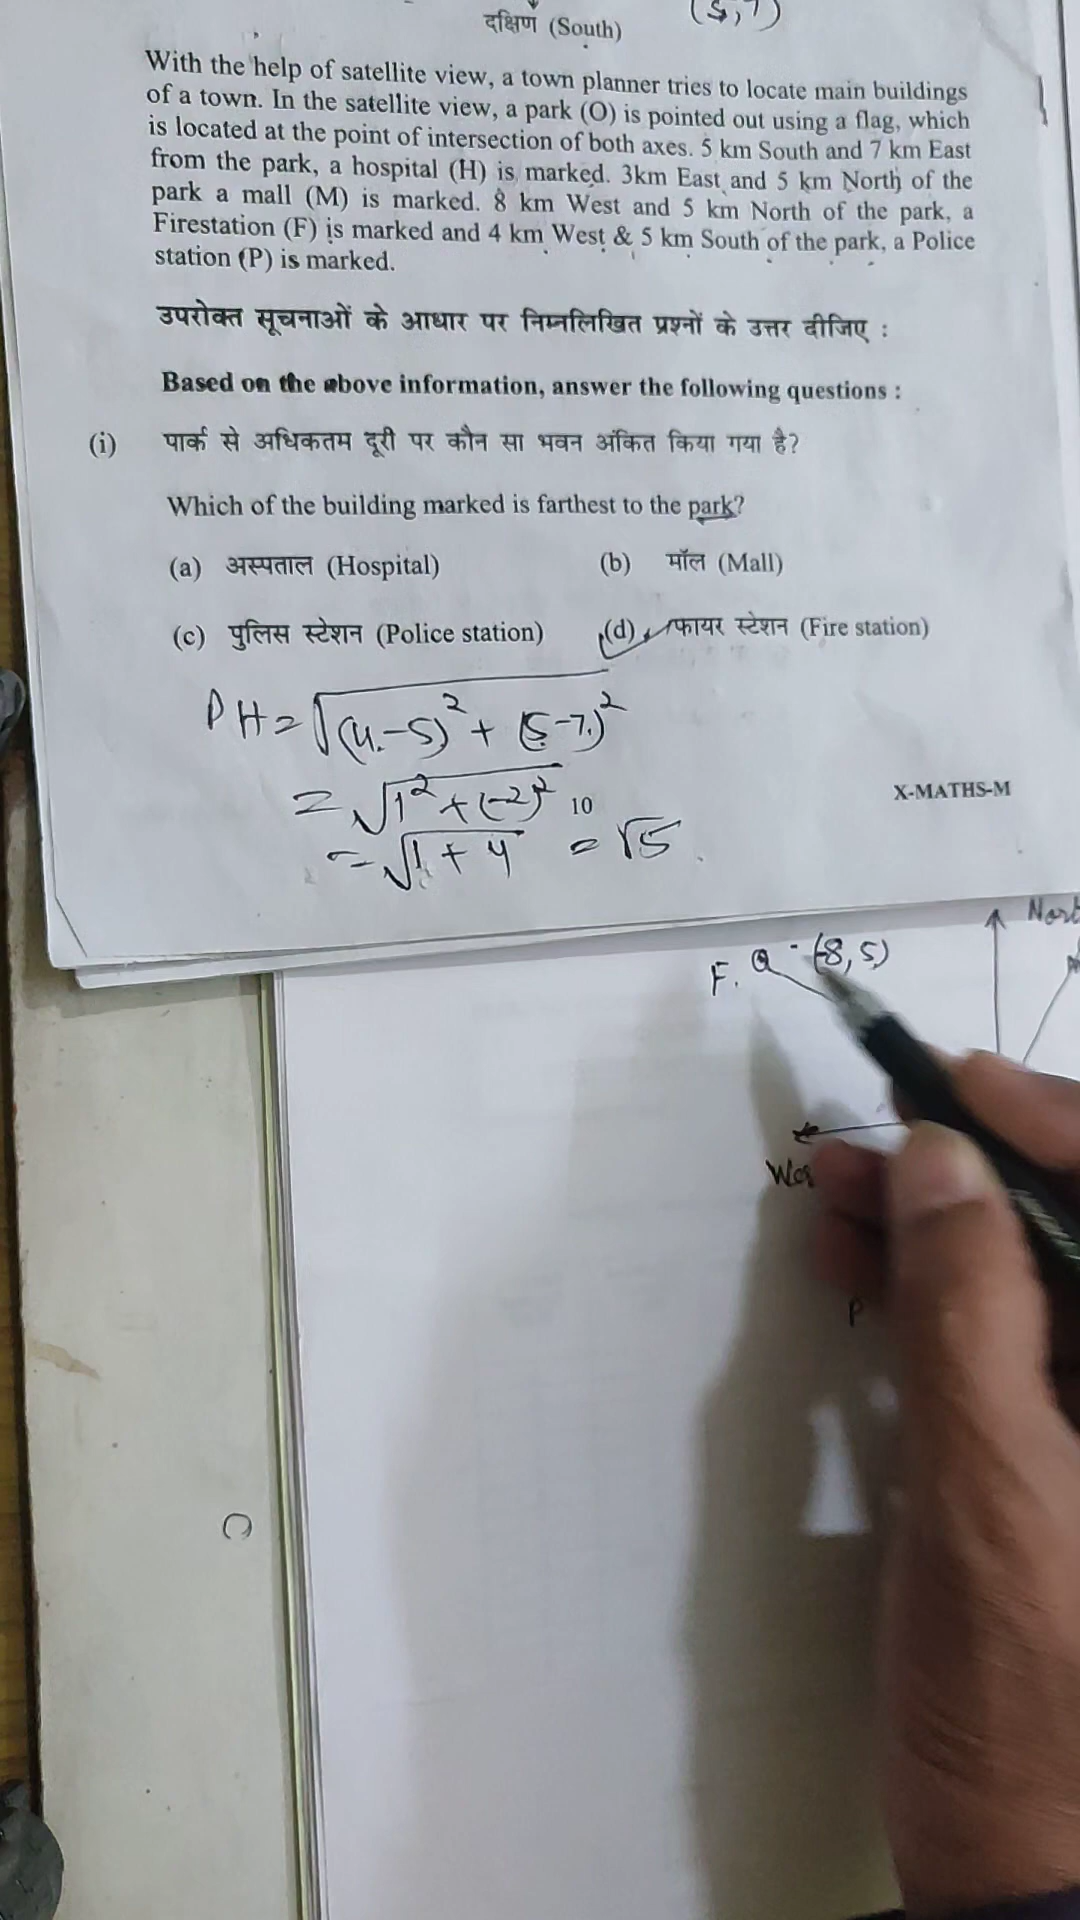 दक्षिण (South)
(5,7)
With the help of satellite view, a town planner tries to locate main buildings
of a town. In the satellite view, a park (O) is pointed out using a flag, which
is located at the point of intersection of both axes. 5 km South and 7 km East
from the park, a hospital (H) is marked. 3km East and 5 km North of the
park a mall (M) is marked. 8 km West and 5 km North of the park, a
Firestation (F) is marked and 4 km West & 5 km South of the park, a Police
station (P) is marked.
उपरोक्त सूचनाओं के आधार पर निम्नलिखित प्रश्नों के उत्तर दीजिए :
Based on the above information, answer the following questions :
(i) पार्क से अधिकतम दूरी पर कौन सा भवन अंकित किया गया है?
Which of the building marked is farthest to the park?
(a) अस्पताल (Hospital) (b) मॉल (Mall)
(c) पुलिस स्टेशन (Police station) (d) फायर स्टेशन (Fire station)
PH = √(4-5)² + (5-7)²
= √1² + (-2)²
10 X-MATHS-M
= √1 + 4 = √5
F. (-8, 5)
P